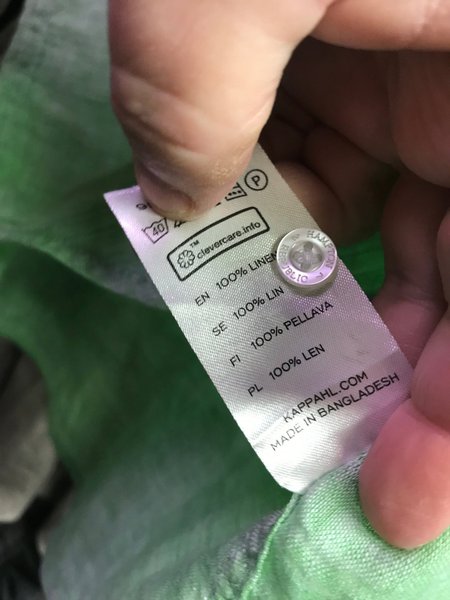 40 P
clevercare.info™
EN 100% LINEN
SE 100% LIN
FI 100% PELLAVA
PL 100% LEN
KAPPAHL.COM
MADE IN BANGLADESH